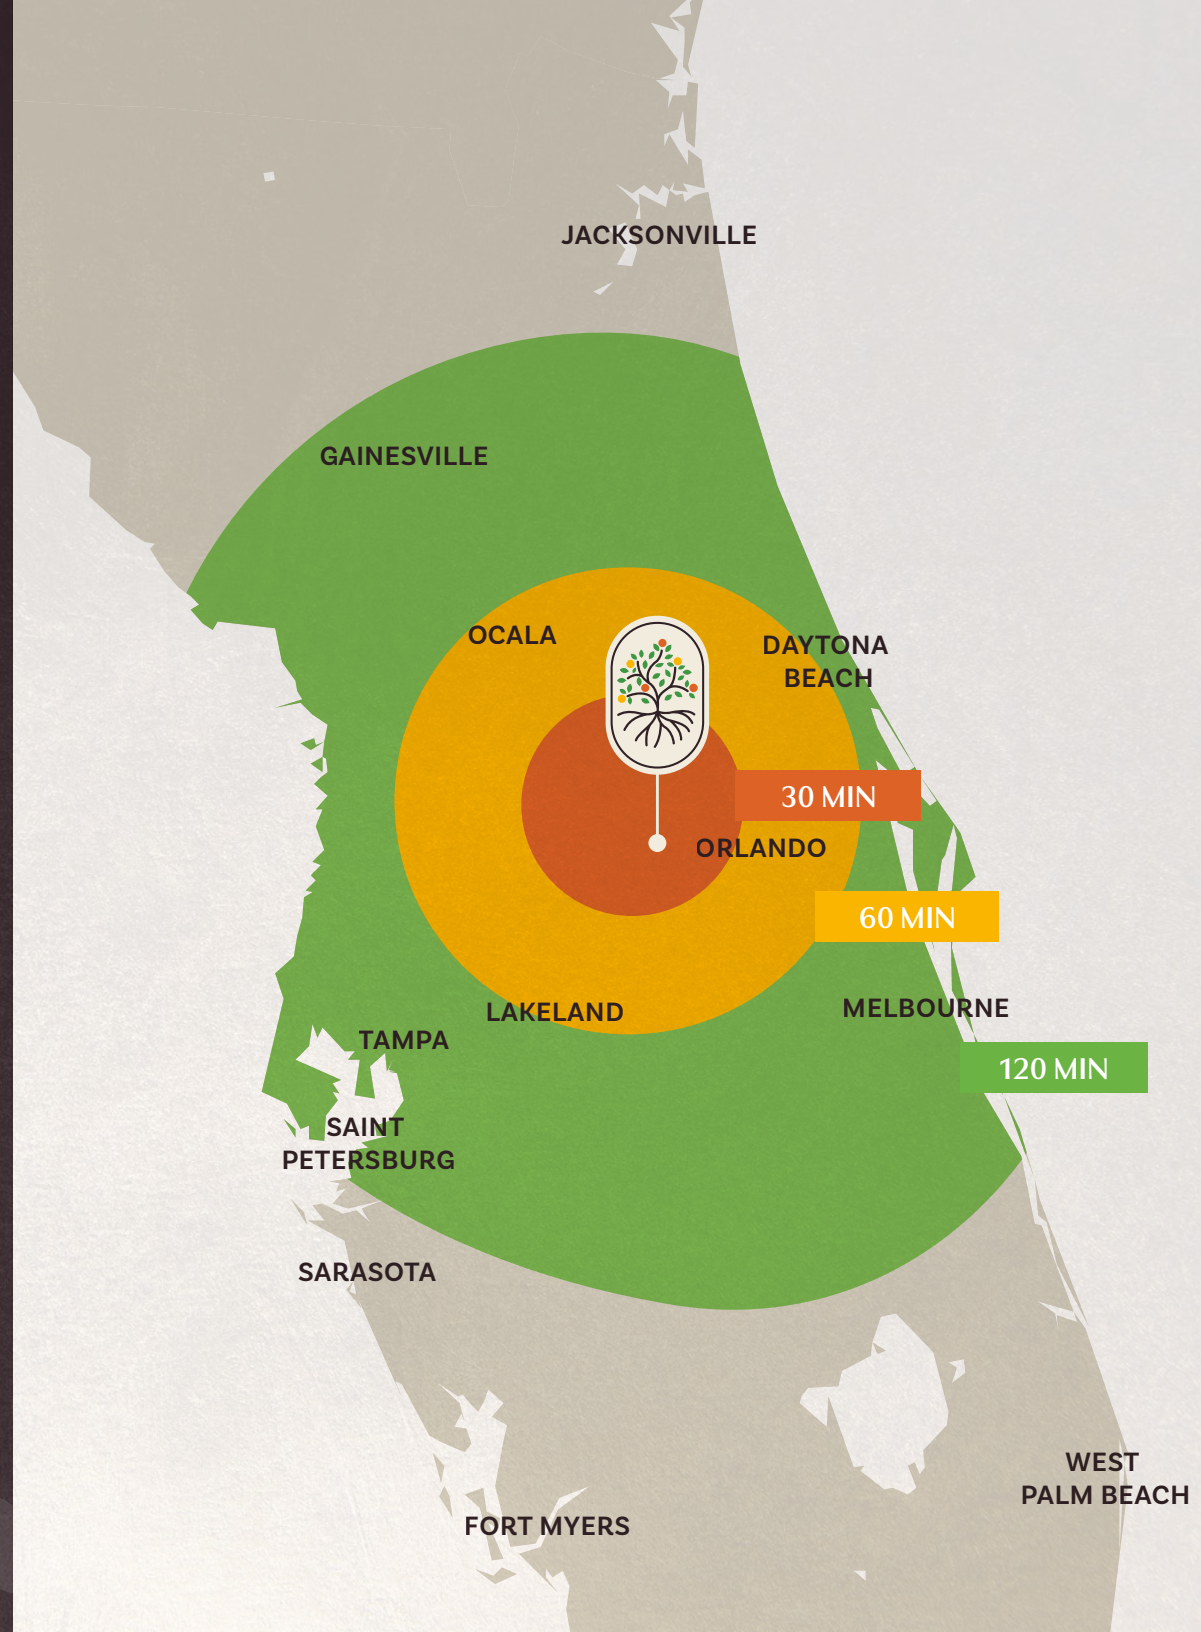 JACKSONVILLE
GAINESVILLE
OCALA
DAYTONA
BEACH
30 MIN
ORLANDO
60 MIN
LAKELAND
MELBOURNE
TAMPA
120 MIN
SAINT
PETERSBURG
SARASOTA
WEST
PALM BEACH
FORT MYERS